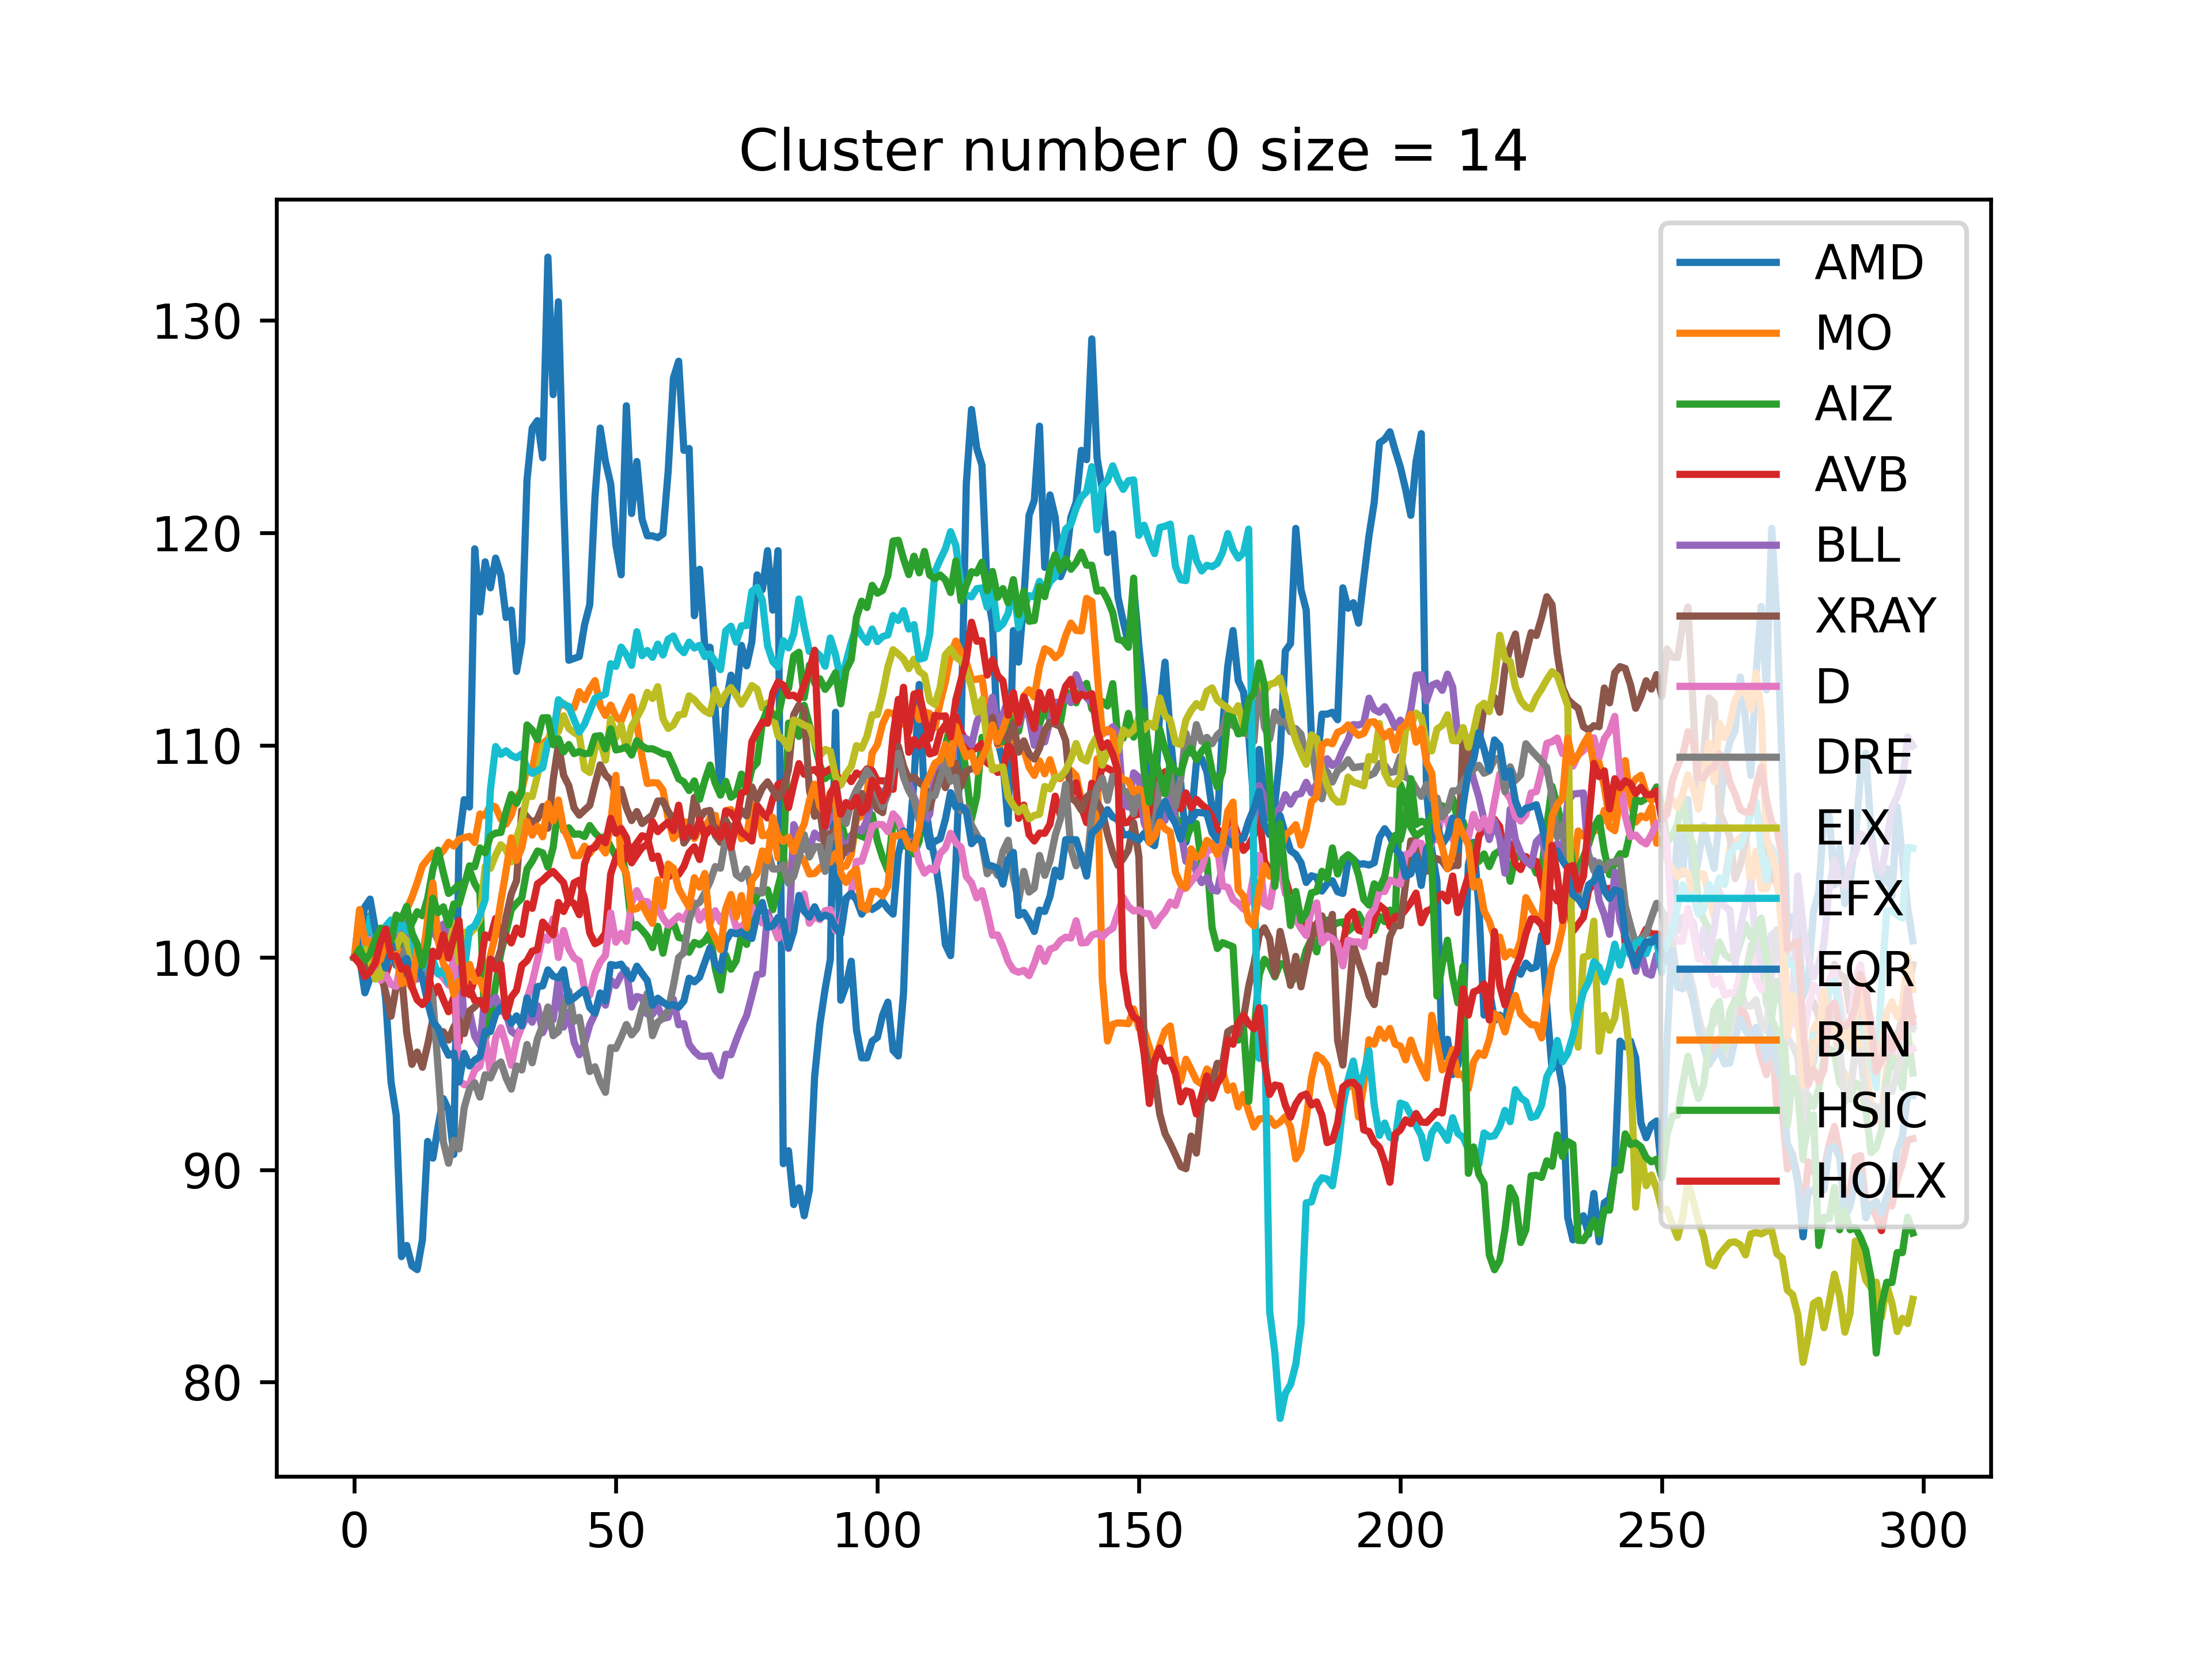 Cluster number 0 size = 14
130
120
110
100
90
80
0 50 100 150 200 250 300
AMD
MO
AIZ
AVB
BLL
XRAY
D
DRE
EIX
EFX
EQR
BEN
HSIC
HOLX